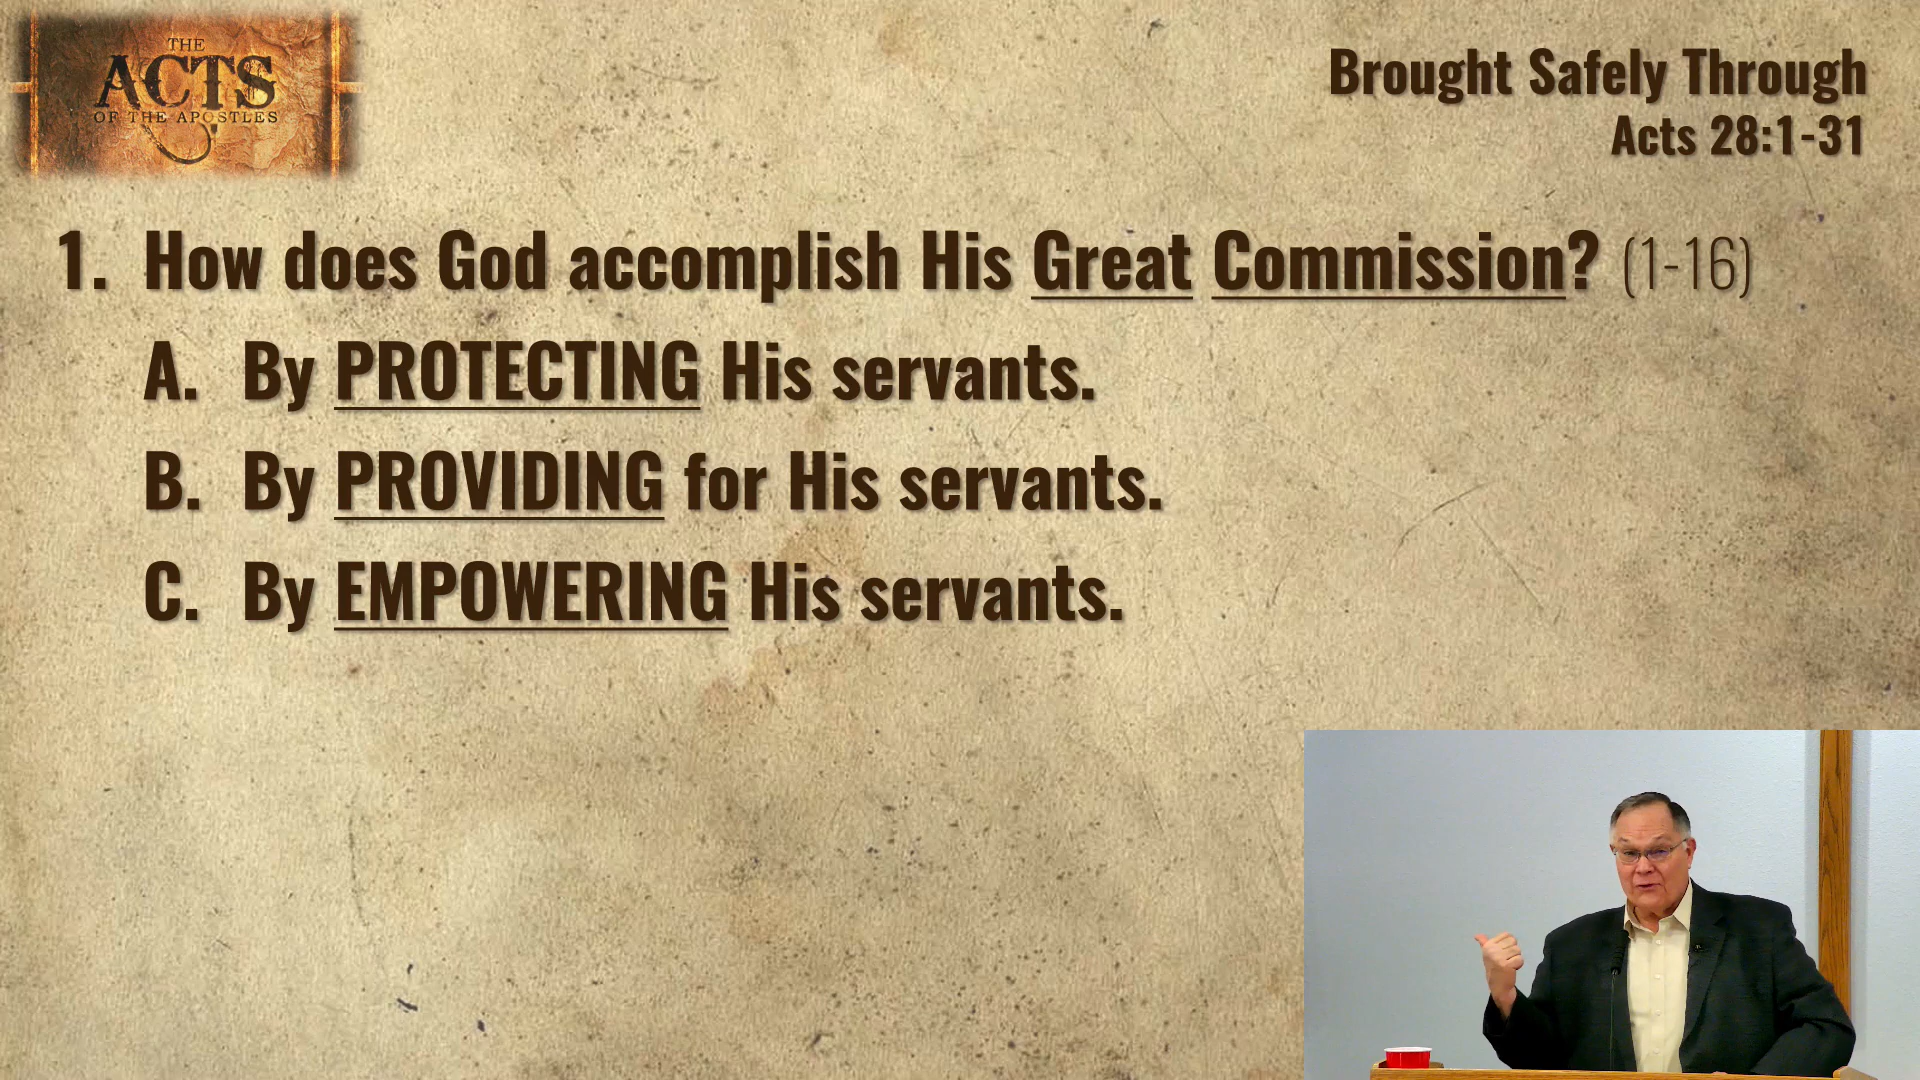 THE
ACTS
OF THE APOSTLES
Brought Safely Through
Acts 28:1-31
1. How does God accomplish His Great Commission? (1-16)
A. By PROTECTING His servants.
B. By PROVIDING for His servants.
C. By EMPOWERING His servants.